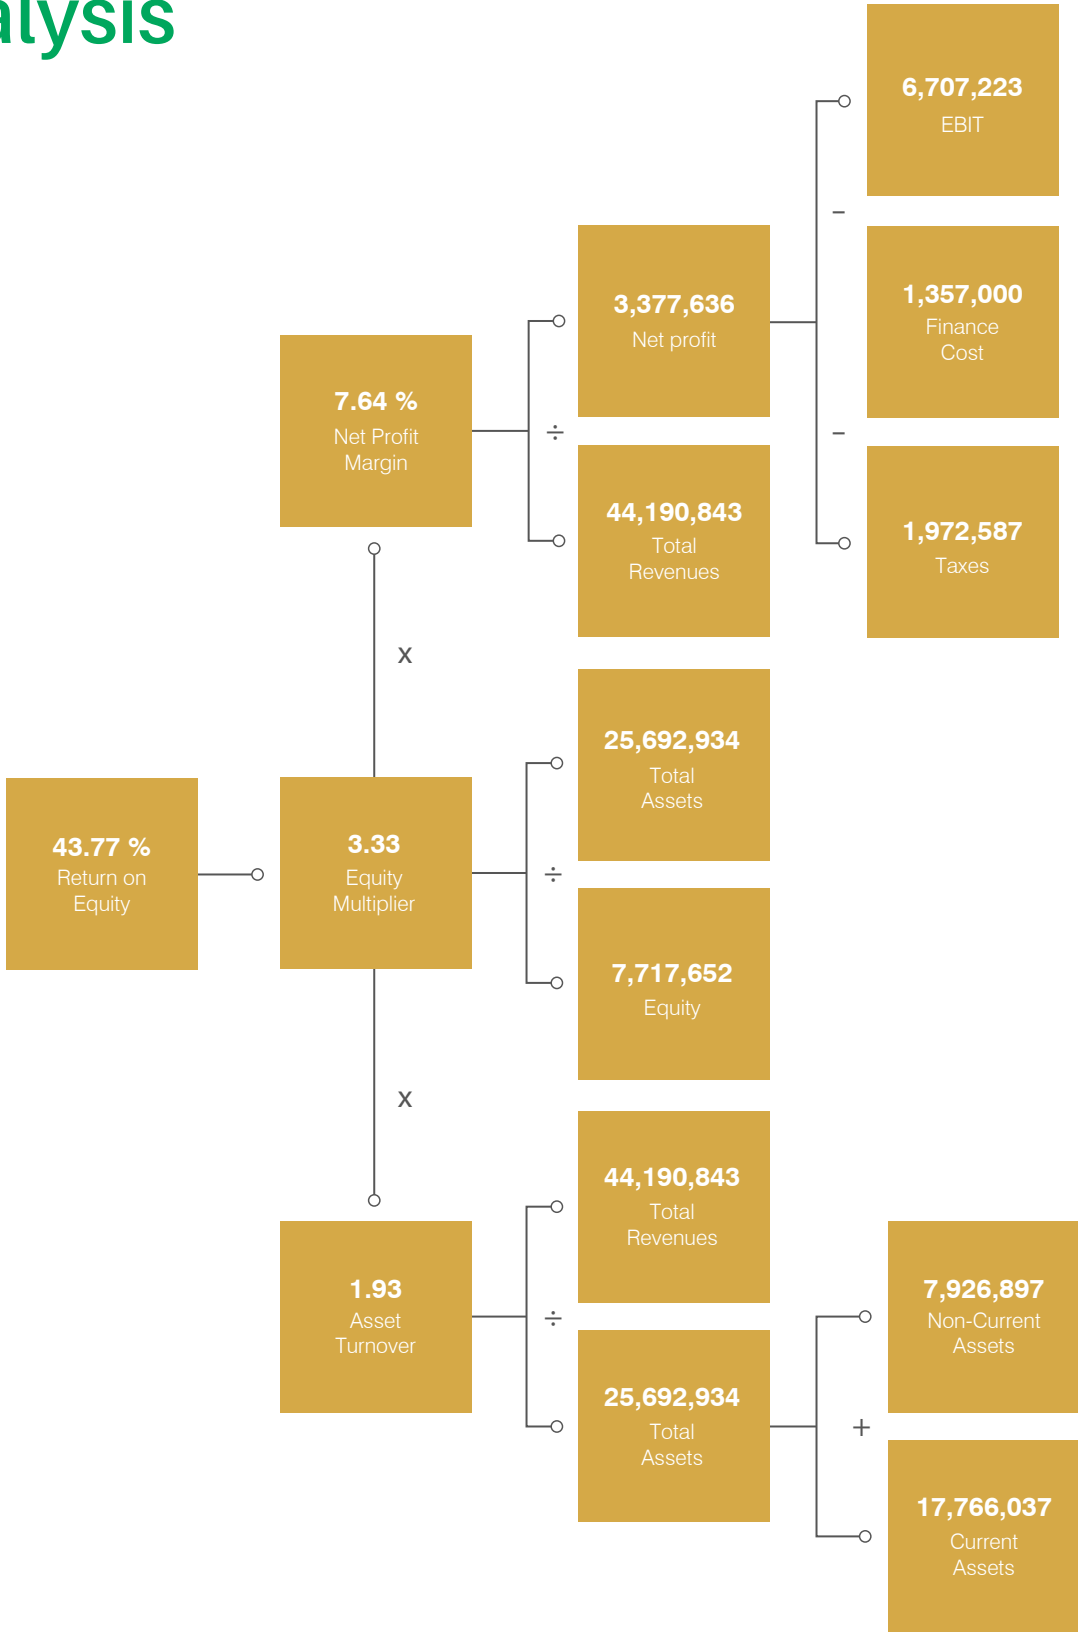 alysis
6,707,223
EBIT
–
1,357,000
Finance
Cost
–
1,972,587
Taxes
3,377,636
Net profit
÷
44,190,843
Total
Revenues
7.64 %
Net Profit
Margin
x
25,692,934
Total
Assets
÷
7,717,652
Equity
43.77 %
Return on
Equity
3.33
Equity
Multiplier
x
44,190,843
Total
Revenues
÷
25,692,934
Total
Assets
1.93
Asset
Turnover
7,926,897
Non-Current
Assets
+
17,766,037
Current
Assets